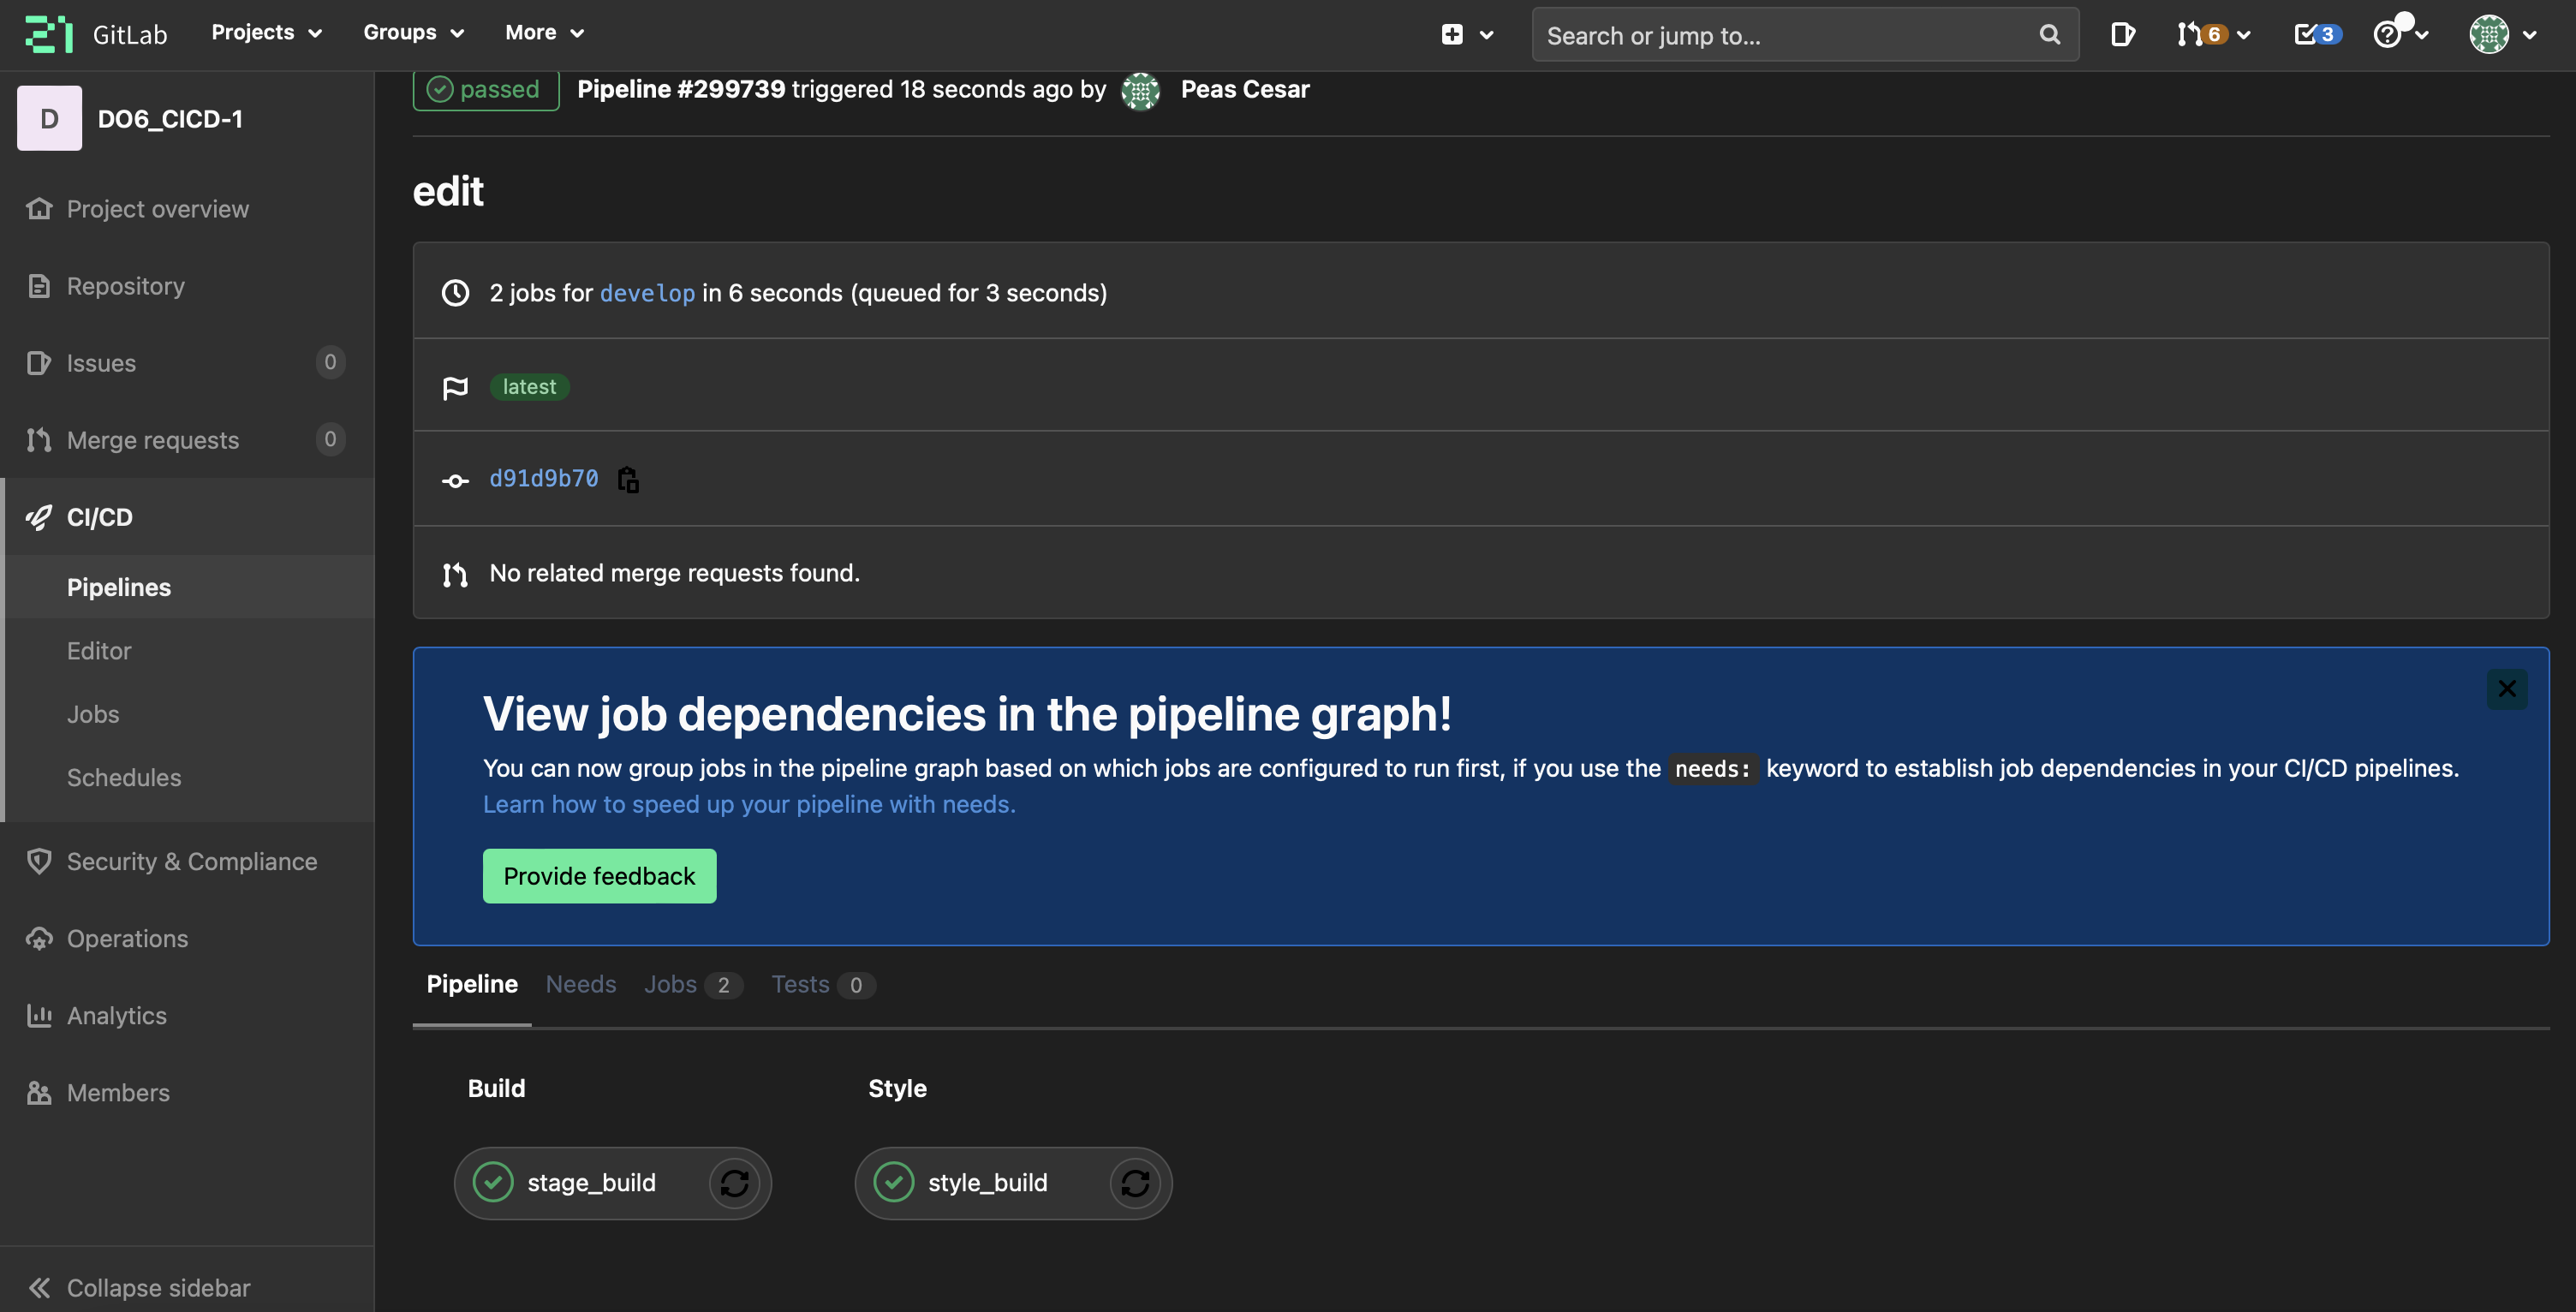 GitLab Projects Groups More Search or jump to... 6 3
D DO6_CICD-1
passed Pipeline #299739 triggered 18 seconds ago by Peas Cesar
Project overview
Repository
Issues 0
Merge requests 0
CI/CD
Pipelines
Editor
Jobs
Schedules
Security & Compliance
Operations
Analytics
Members
Collapse sidebar
edit
2 jobs for develop in 6 seconds (queued for 3 seconds)
latest
d91d9b70
No related merge requests found.
View job dependencies in the pipeline graph!
You can now group jobs in the pipeline graph based on which jobs are configured to run first, if you use the needs: keyword to establish job dependencies in your CI/CD pipelines.
Learn how to speed up your pipeline with needs.
Provide feedback
Pipeline Needs Jobs 2 Tests 0
Build Style
stage_build style_build